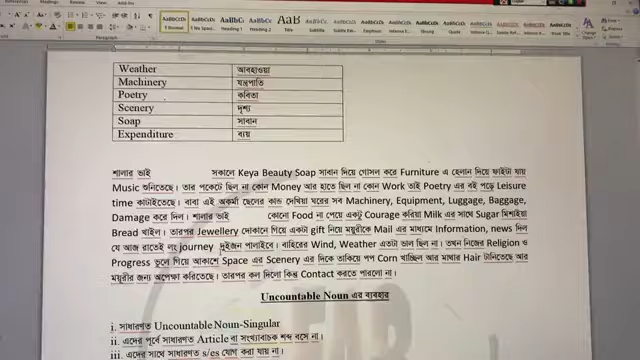 Weather আবহাওয়া
Machinery যন্ত্রপাতি
Poetry কবিতা
Scenery দৃশ্য
Soap সাবান
Expenditure ব্যয়
শালার ভাই সকালে Keya Beauty Soap সাবান দিয়ে গোসল করে Furniture এ হেলান দিয়ে ফাইটা যায়
Music শুনিতেছে। তার পকেটে ছিল না কোন Money আর হাতে ছিল না কোন Work তাই Poetry এর বই পড়ে Leisure
time কাটাইতেছে। বাবা এই অকর্মা ছেলের কান্ড দেখিয়া ঘরের সব Machinery, Equipment, Luggage, Baggage,
Damage করে দিল। শালার ভাই কোনো Food না পেয়ে একটু Courage করিয়া Milk এর সাথে Sugar মিশাইয়া
Bread খাইল। তারপর Jewellery দোকানে গিয়ে একটা gift নিয়ে ময়ূরীকে Mail এর মাধ্যমে Information, news দিল
যে আজ রাতেই লং journey দুইজন পালাইবে। বাহিরের Wind, Weather এতটা ভাল ছিল না। তখন নিজের Religion ও
Progress ভুলে গিয়ে আকাশে Space এর Scenery এর দিকে তাকিয়ে পপ Corn খাচ্ছিল আর মাথার Hair টানিতেছে আর
ময়ূরীর জন্য অপেক্ষা করিতেছে। তারপর কল দিলো কিন্তু Contact করতে পারলো না।
Uncountable Noun এর ব্যবহার
i. সাধারণত Uncountable Noun-Singular
ii. এদের পূর্বে সাধারণত Article বা সংখ্যাবাচক শব্দ বসে না।
iii. এদের সাথে সাধারণত s/es যোগ করা যায় না।